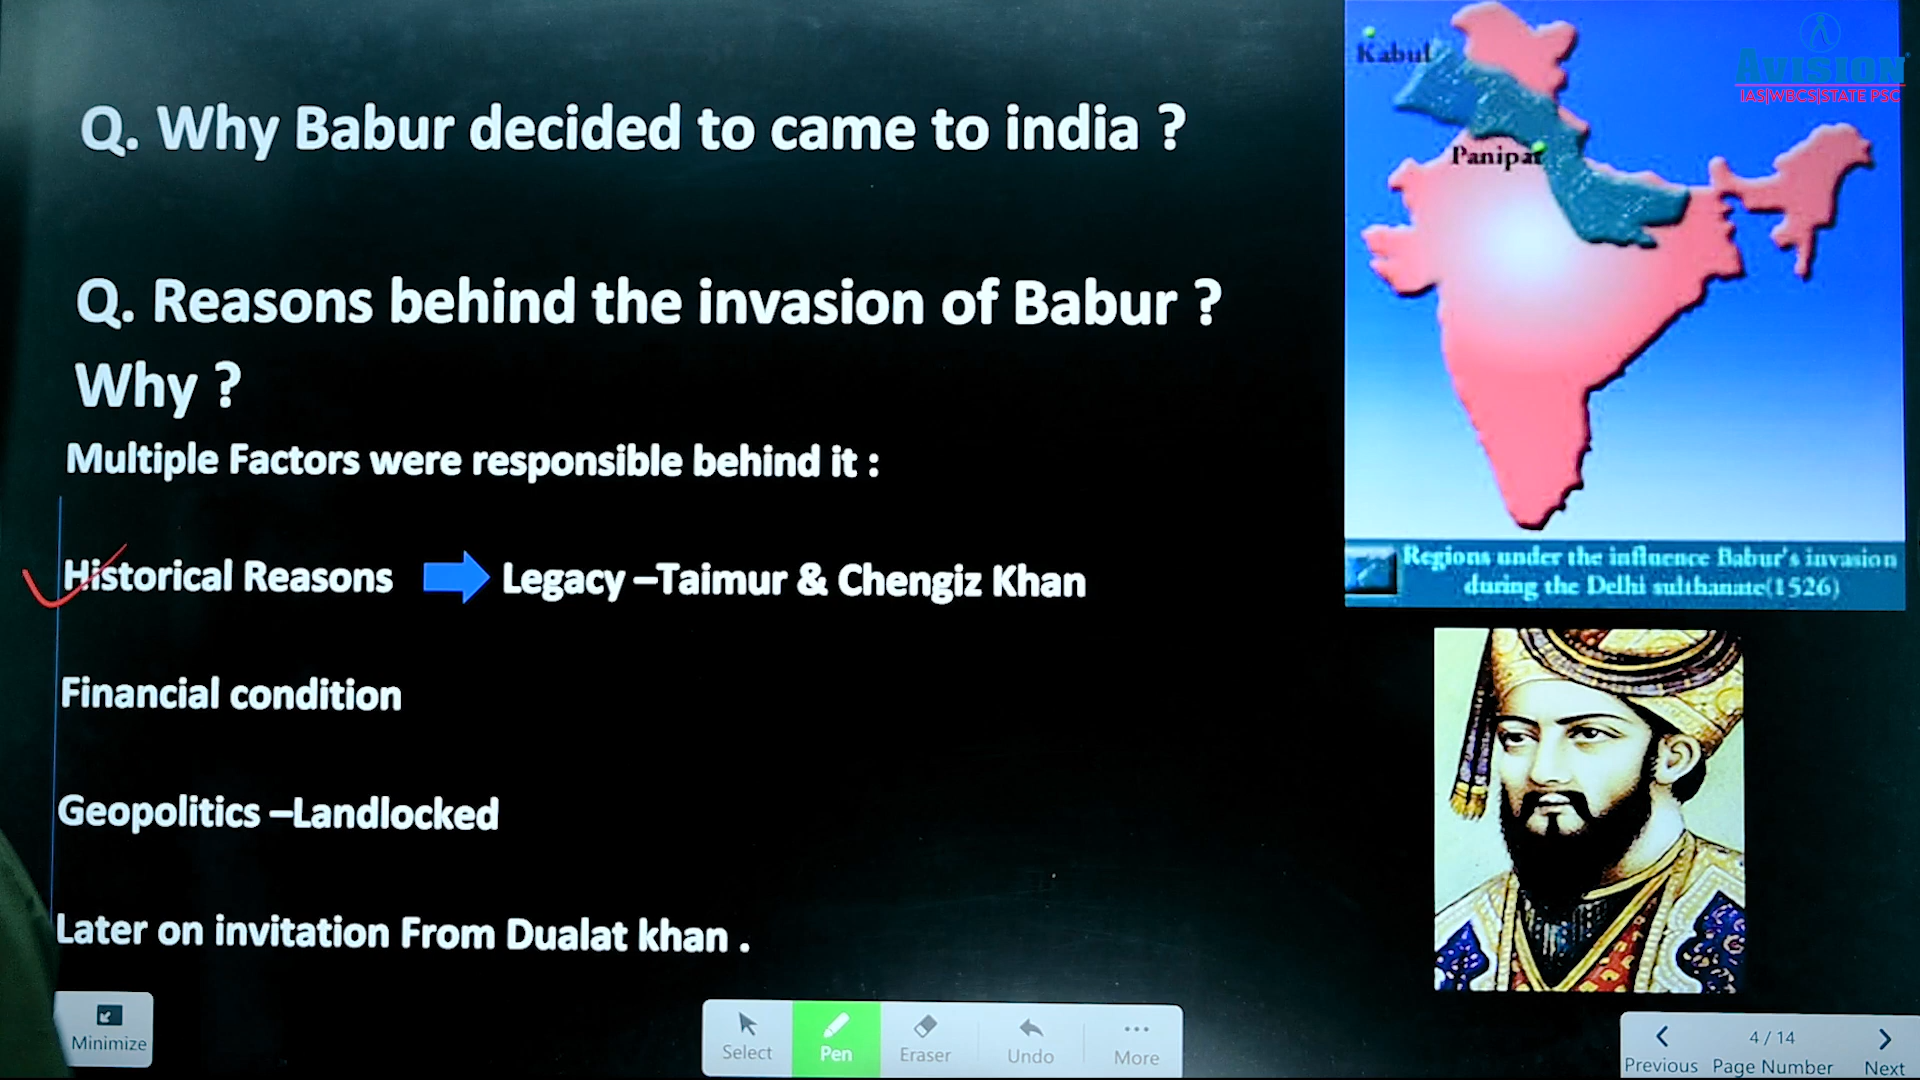 Q. Why Babur decided to came to india ?
Q. Reasons behind the invasion of Babur ?
Why ?
Multiple Factors were responsible behind it :
Historical Reasons
Legacy –Taimur & Chengiz Khan
Financial condition
Geopolitics –Landlocked
Later on invitation From Dualat khan .
Kabul
Panipat
Regions under the influence Babur's invasion
during the Delhi sulthanate(1526)
AVISION
IAS|WBCS|STATE PSC
Minimize
Select
Pen
Eraser
Undo
More
4 / 14
Previous
Page Number
Next